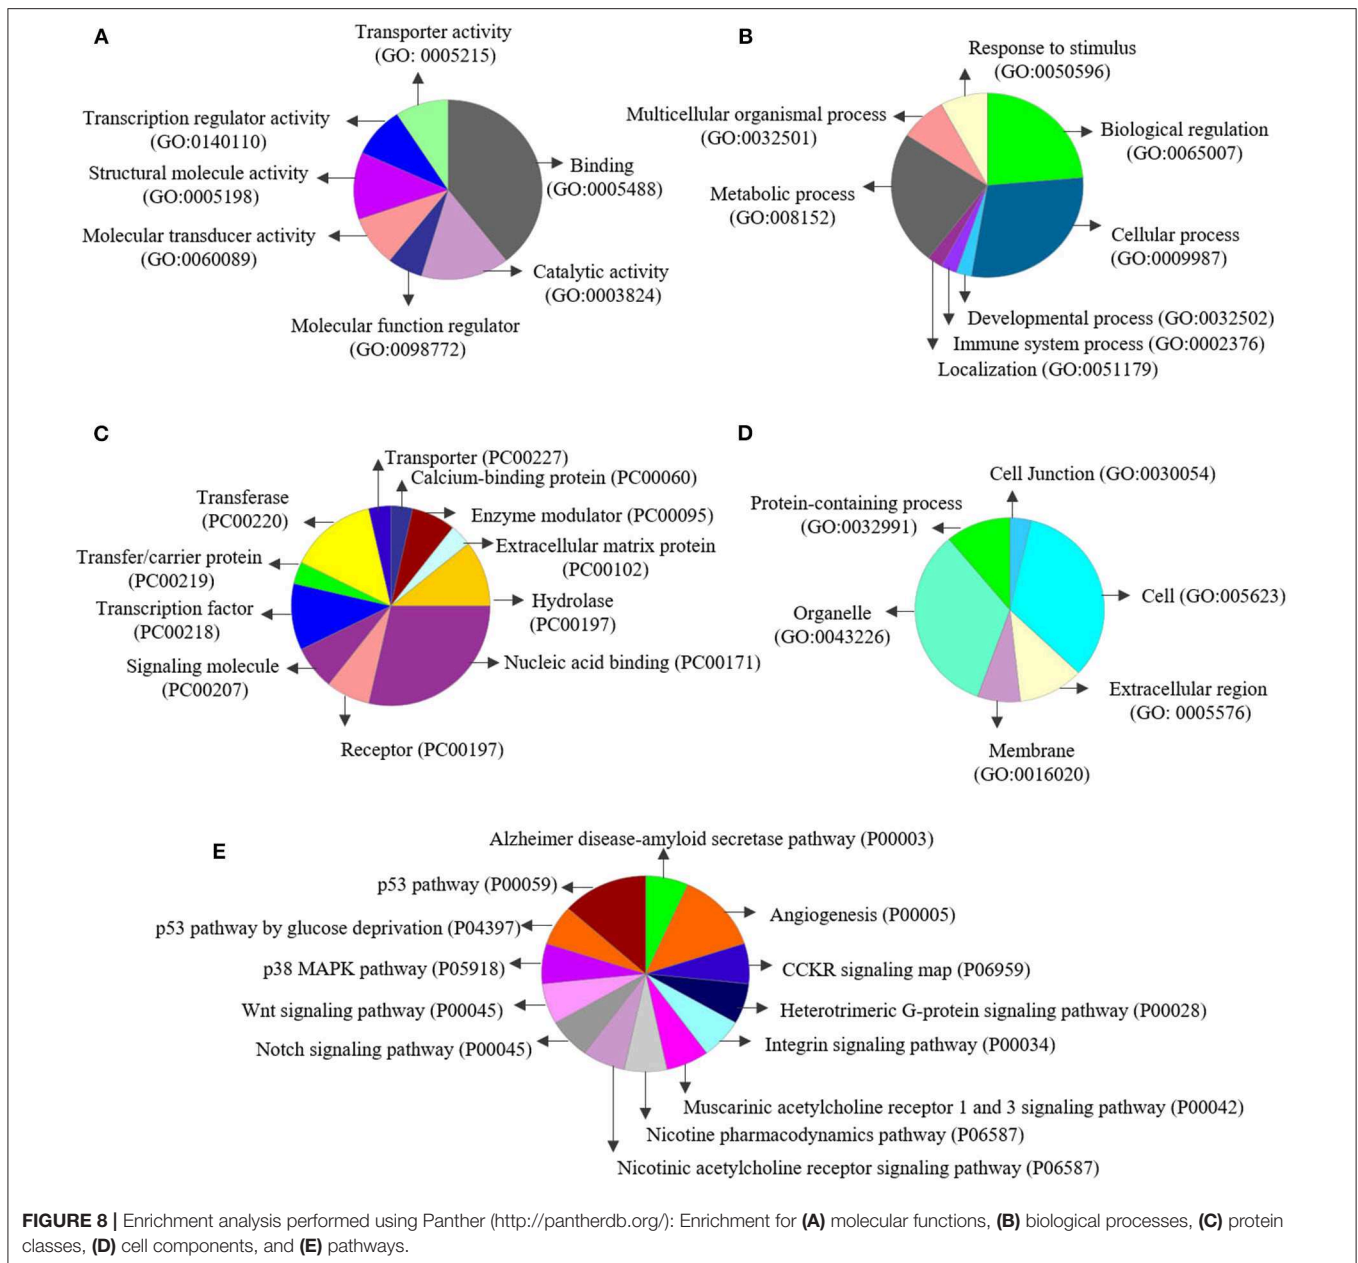 A
Transporter activity
(GO: 0005215)
Transcription regulator activity
(GO:0140110)
Structural molecule activity
(GO:0005198)
Molecular transducer activity
(GO:0060089)
Binding
(GO:0005488)
Catalytic activity
(GO:0003824)
Molecular function regulator
(GO:0098772)
B
Response to stimulus
(GO:0050596)
Multicellular organismal process
(GO:0032501)
Biological regulation
(GO:0065007)
Metabolic process
(GO:008152)
Cellular process
(GO:0009987)
Developmental process (GO:0032502)
Immune system process (GO:0002376)
Localization (GO:0051179)
C
Transporter (PC00227)
Calcium-binding protein (PC00060)
Transferase
(PC00220)
Enzyme modulator (PC00095)
Extracellular matrix protein
(PC00102)
Transfer/carrier protein
(PC00219)
Hydrolase
(PC00197)
Transcription factor
(PC00218)
Nucleic acid binding (PC00171)
Signaling molecule
(PC00207)
Receptor (PC00197)
D
Cell Junction (GO:0030054)
Protein-containing process
(GO:0032991)
Cell (GO:005623)
Organelle
(GO:0043226)
Extracellular region
(GO: 0005576)
Membrane
(GO:0016020)
E
Alzheimer disease-amyloid secretase pathway (P00003)
p53 pathway (P00059)
Angiogenesis (P00005)
p53 pathway by glucose deprivation (P04397)
p38 MAPK pathway (P05918)
CCKR signaling map (P06959)
Wnt signaling pathway (P00045)
Heterotrimeric G-protein signaling pathway (P00028)
Notch signaling pathway (P00045)
Integrin signaling pathway (P00034)
Muscarinic acetylcholine receptor 1 and 3 signaling pathway (P00042)
Nicotine pharmacodynamics pathway (P06587)
Nicotinic acetylcholine receptor signaling pathway (P06587)
FIGURE 8 | Enrichment analysis performed using Panther (http://pantherdb.org/): Enrichment for (A) molecular functions, (B) biological processes, (C) protein
classes, (D) cell components, and (E) pathways.